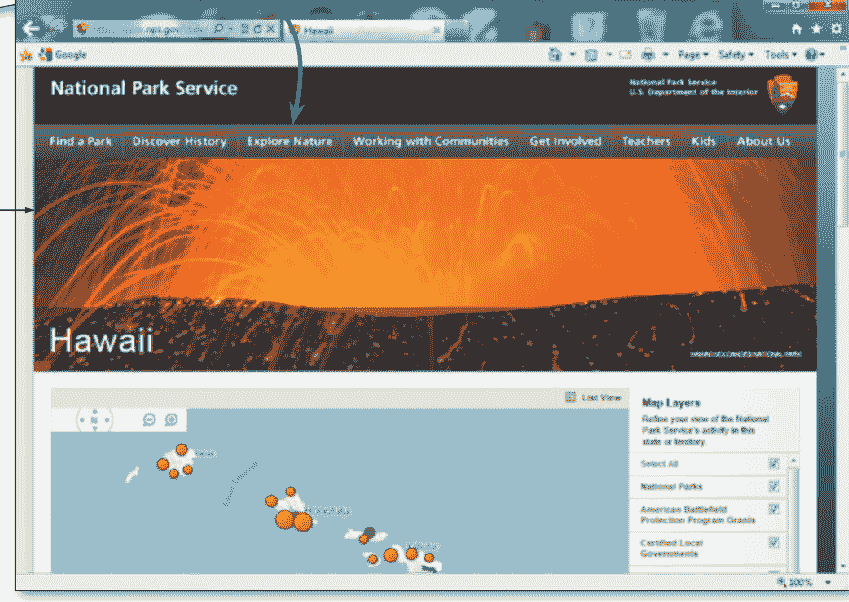 Hawaii
Google
Page
Safety
Tools
National Park Service
National Park Service
U.S. Department of the Interior
Find a Park Discover History Explore Nature Working with Communities Get Involved Teachers Kids About Us
Hawaii
List View
Map Layers
Refine your view of the National
Park Service's activity in this
state or territory.
Select All
National Parks
American Battlefield
Protection Program Grants
Certified Local
Governments
100%